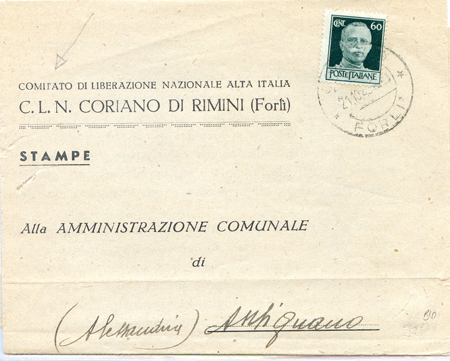 CENT. 60
POSTE ITALIANE
FORLI
COMITATO DI LIBERAZIONE NAZIONALE ALTA ITALIA
C. L. N. CORIANO DI RIMINI (Forlì)
STAMPE
Alla AMMINISTRAZIONE COMUNALE
di
(Alessandria) Antignano